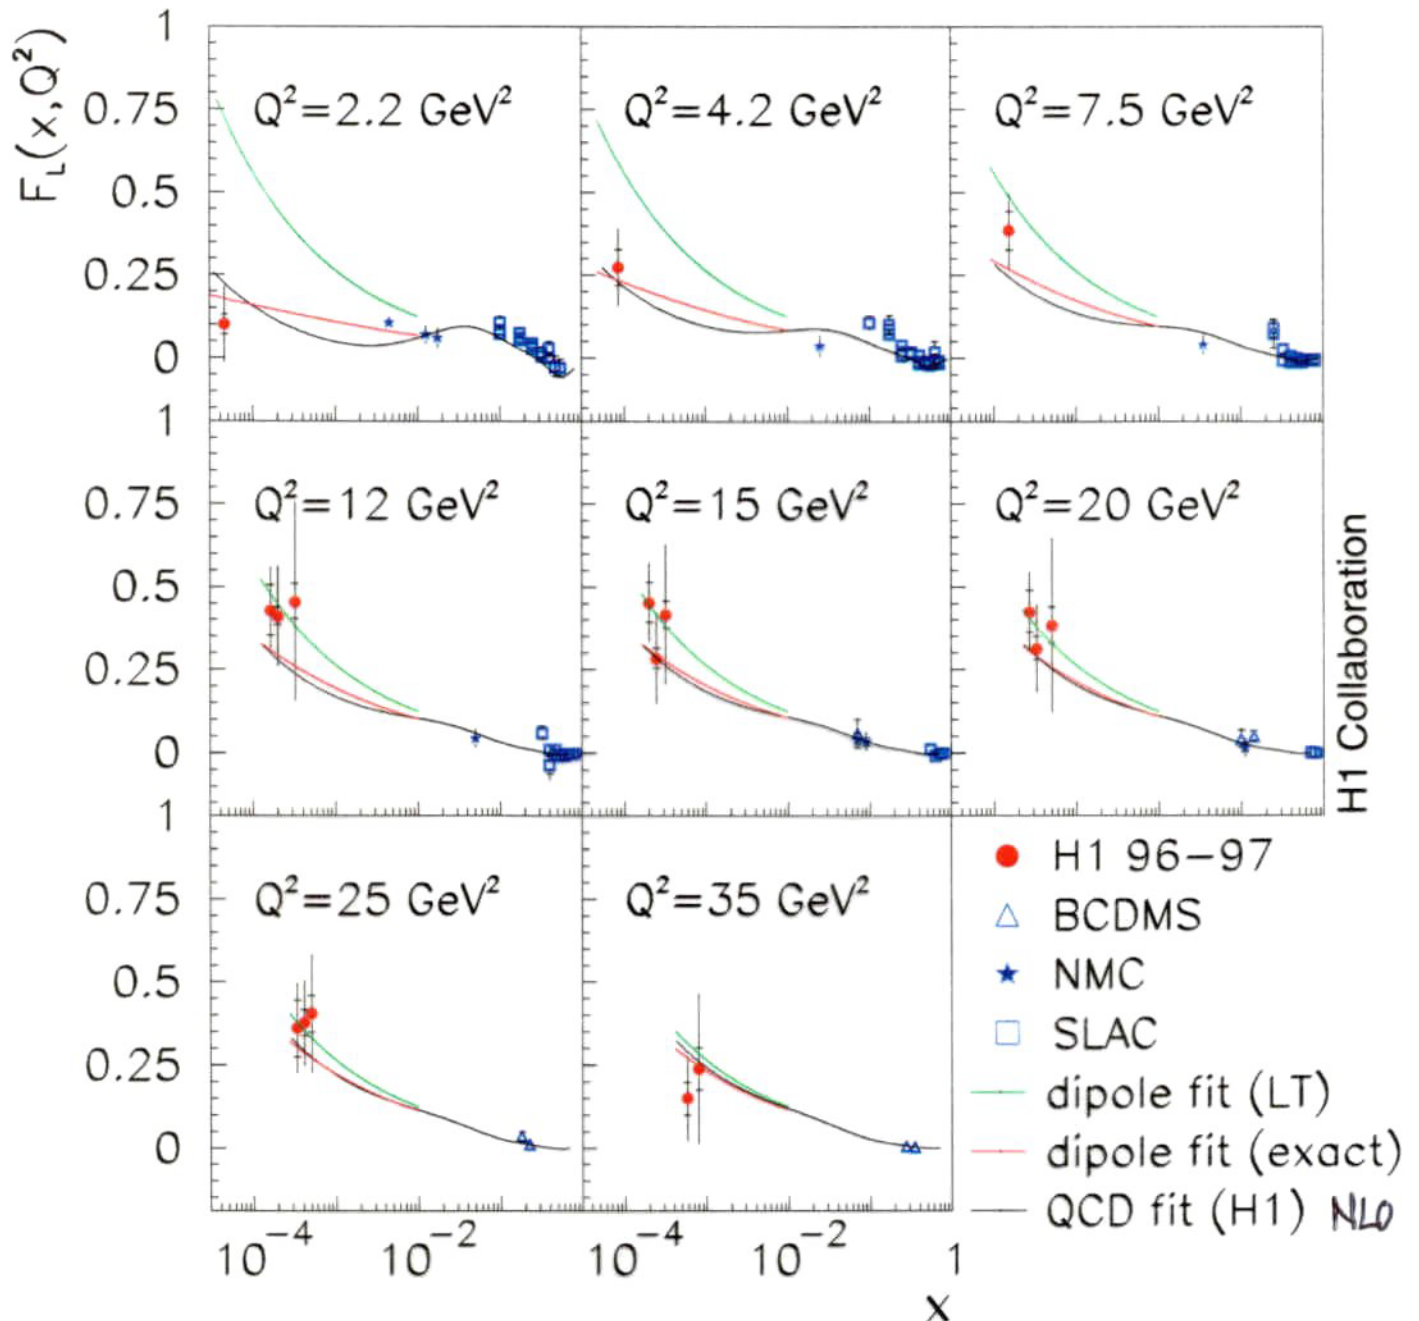 F_L(x,Q²)
1
0.75
0.5
0.25
0
Q²=2.2 GeV²
Q²=4.2 GeV²
Q²=7.5 GeV²
1
0.75
0.5
0.25
0
Q²=12 GeV²
Q²=15 GeV²
Q²=20 GeV²
H1 Collaboration
1
0.75
0.5
0.25
0
Q²=25 GeV²
Q²=35 GeV²
H1 96−97
BCDMS
NMC
SLAC
dipole fit (LT)
dipole fit (exact)
QCD fit (H1) NLO
10⁻⁴ 10⁻² 10⁻⁴ 10⁻² 1
x